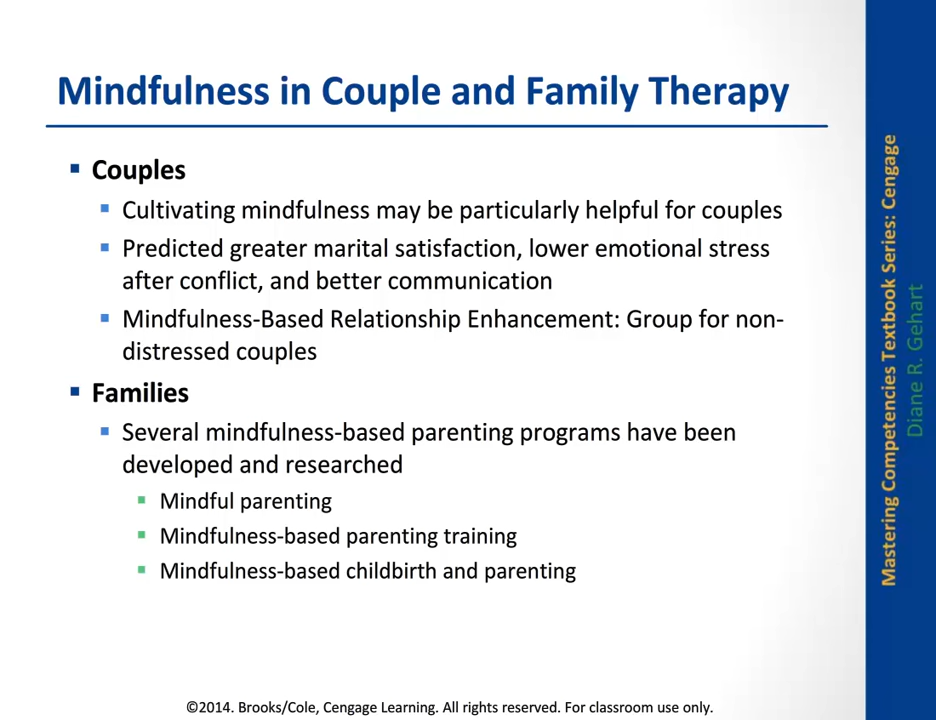 Mindfulness in Couple and Family Therapy
▪ Couples
▪ Cultivating mindfulness may be particularly helpful for couples
▪ Predicted greater marital satisfaction, lower emotional stress
after conflict, and better communication
▪ Mindfulness-Based Relationship Enhancement: Group for non-
distressed couples
▪ Families
▪ Several mindfulness-based parenting programs have been
developed and researched
▪ Mindful parenting
▪ Mindfulness-based parenting training
▪ Mindfulness-based childbirth and parenting
©2014. Brooks/Cole, Cengage Learning. All rights reserved. For classroom use only.
Mastering Competencies Textbook Series: Cengage
Diane R. Gehart